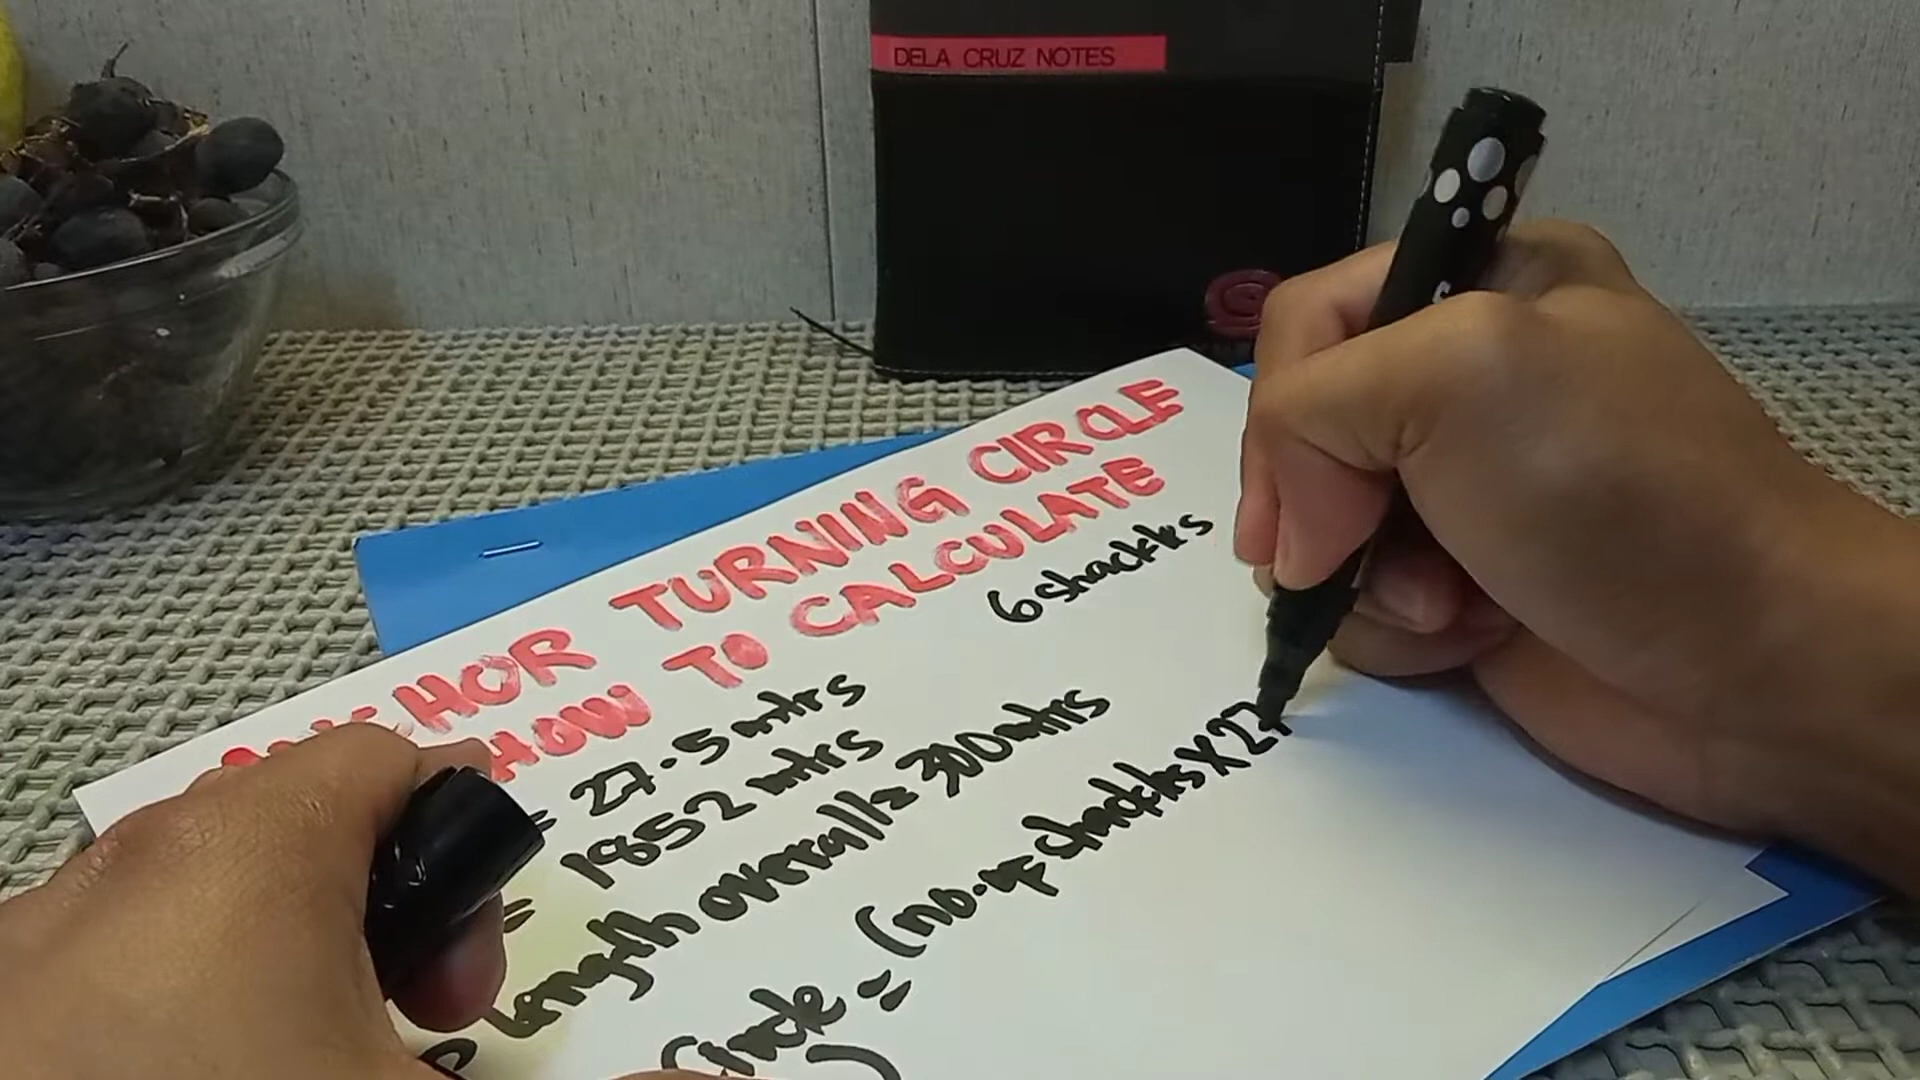 DELA CRUZ NOTES
HOR TURNING CIRCLE
HOW TO CALCULATE
6 shackles
= 27.5 mtrs
= 1852 mtrs
Length overall = 300 mtrs
Circle = (no. of shackles x 27